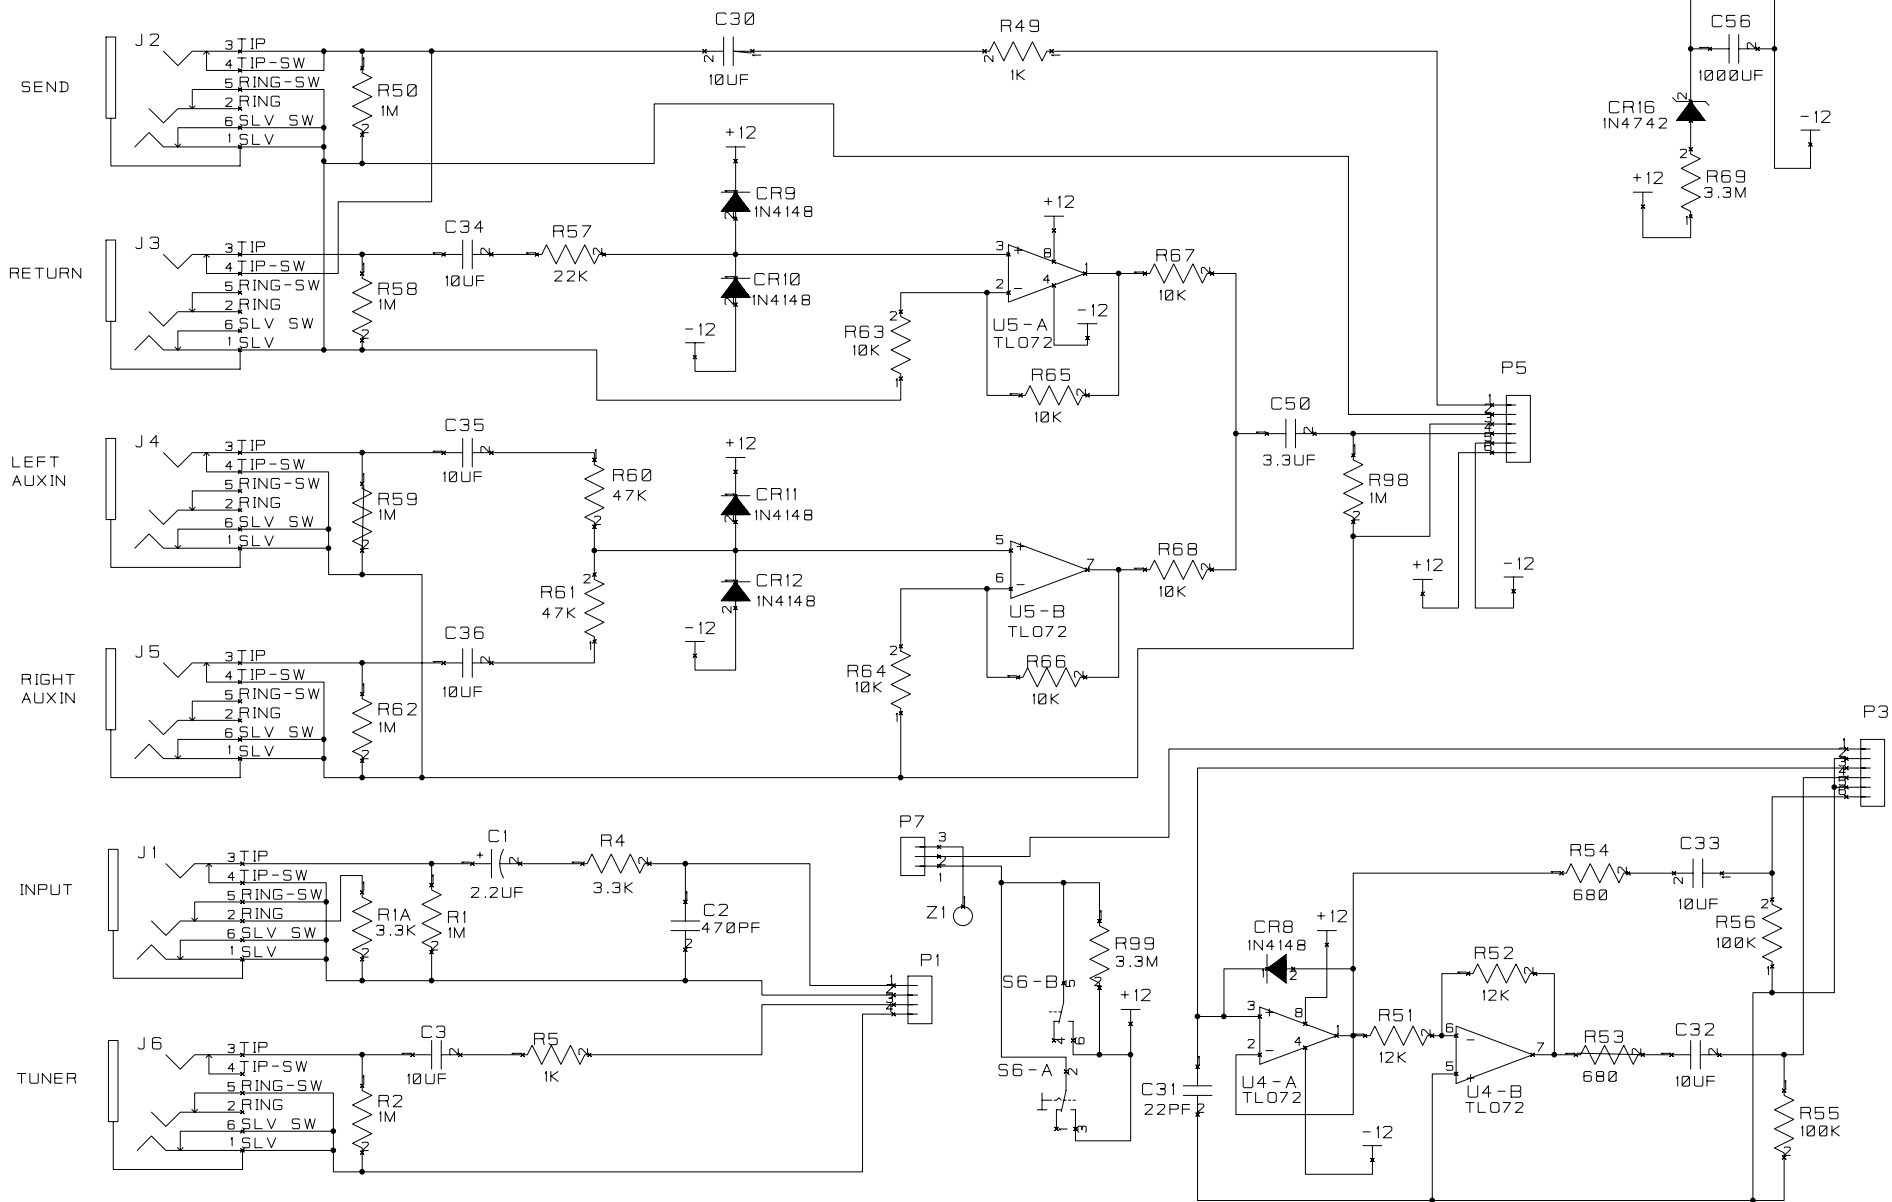 C30
10UF
R49
1K
C56
1000UF
J2
3 TIP
4 TIP-SW
5 RING-SW
2 RING
6 SLV SW
1 SLV
SEND
R50
1M
CR16
1N4742
-12
+12
R69
3.3M
+12
CR9
1N4148
+12
J3
3 TIP
4 TIP-SW
5 RING-SW
2 RING
6 SLV SW
1 SLV
RETURN
C34
10UF
R57
22K
R58
1M
CR10
1N4148
-12
R63
10K
U5-A
TL072
-12
R67
10K
R65
10K
P5
C50
3.3UF
J4
3 TIP
4 TIP-SW
5 RING-SW
2 RING
6 SLV SW
1 SLV
LEFT
AUXIN
C35
10UF
R59
1M
R60
47K
+12
CR11
1N4148
R98
1M
R68
10K
+12
-12
R61
47K
CR12
1N4148
-12
U5-B
TL072
R66
10K
R64
10K
C36
10UF
J5
3 TIP
4 TIP-SW
5 RING-SW
2 RING
6 SLV SW
1 SLV
RIGHT
AUXIN
R62
1M
P3
P7
3
2
1
J1
3 TIP
4 TIP-SW
5 RING-SW
2 RING
6 SLV SW
1 SLV
INPUT
C1
+
2.2UF
R4
3.3K
R1A
3.3K
R1
1M
C2
470PF
P1
Z1
R99
3.3M
S6-B
+12
S6-A
R54
680
C33
10UF
R56
100K
CR8
1N4148
+12
R52
12K
R51
12K
U4-A
TL072
-12
U4-B
TL072
R53
680
C32
10UF
C31
22PF
R55
100K
J6
3 TIP
4 TIP-SW
5 RING-SW
2 RING
6 SLV SW
1 SLV
TUNER
C3
10UF
R5
1K
R2
1M